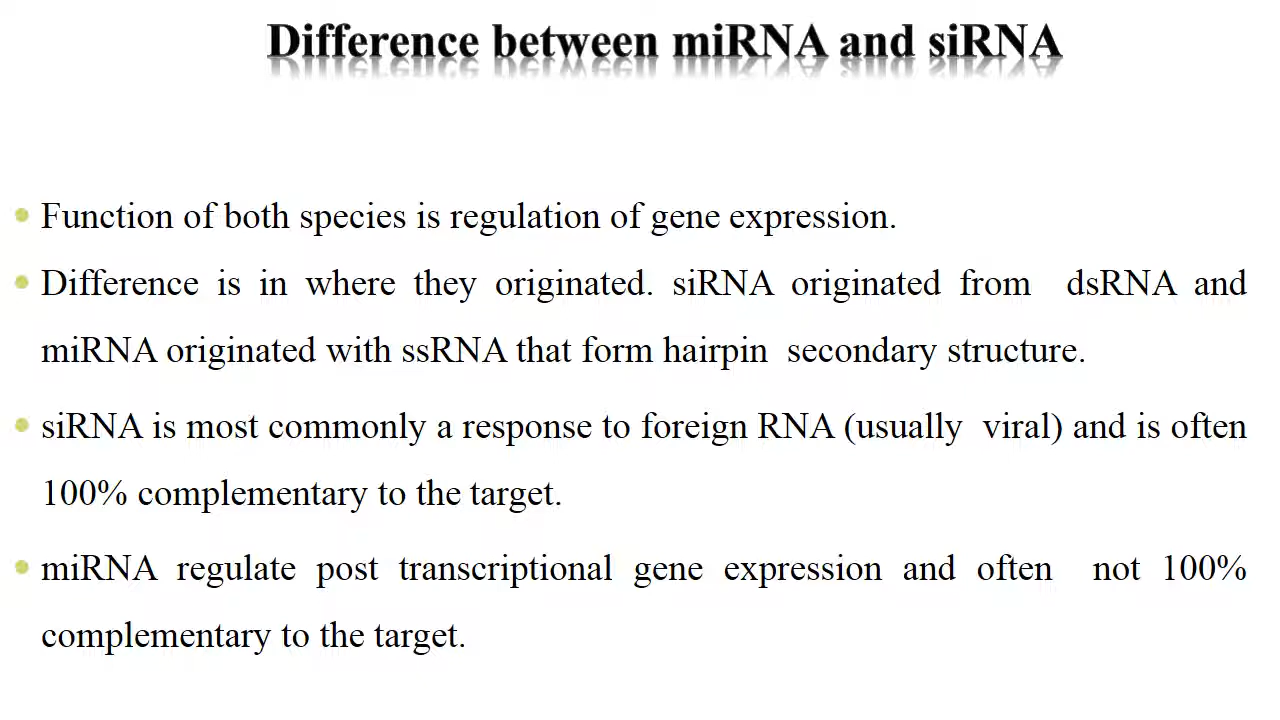 Difference between miRNA and siRNA
Function of both species is regulation of gene expression.
Difference is in where they originated. siRNA originated from dsRNA and
miRNA originated with ssRNA that form hairpin secondary structure.
siRNA is most commonly a response to foreign RNA (usually viral) and is often
100% complementary to the target.
miRNA regulate post transcriptional gene expression and often not 100%
complementary to the target.